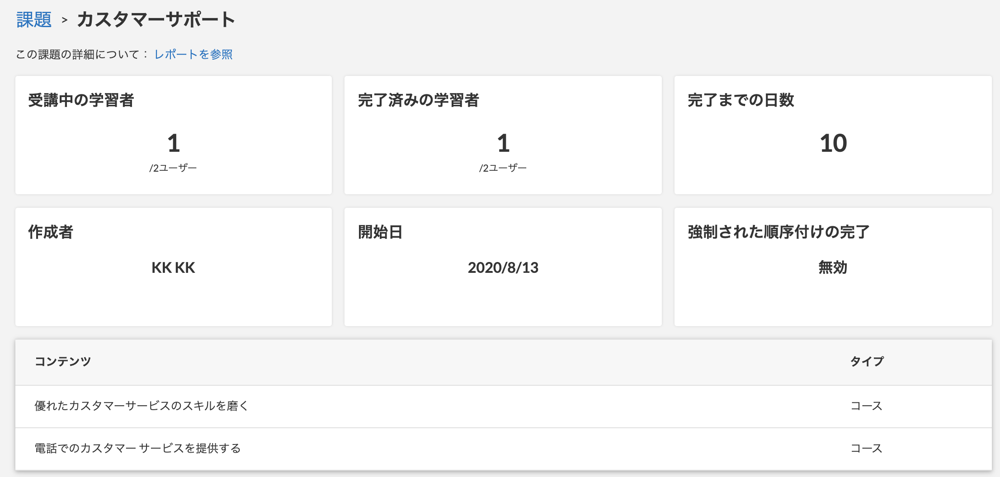 課題 > カスタマーサポート
この課題の詳細について： レポートを参照
受講中の学習者
1
/2ユーザー
完了済みの学習者
1
/2ユーザー
完了までの日数
10
作成者
KK KK
開始日
2020/8/13
強制された順序付けの完了
無効
コンテンツ タイプ
優れたカスタマーサービスのスキルを磨く コース
電話でのカスタマー サービスを提供する コース